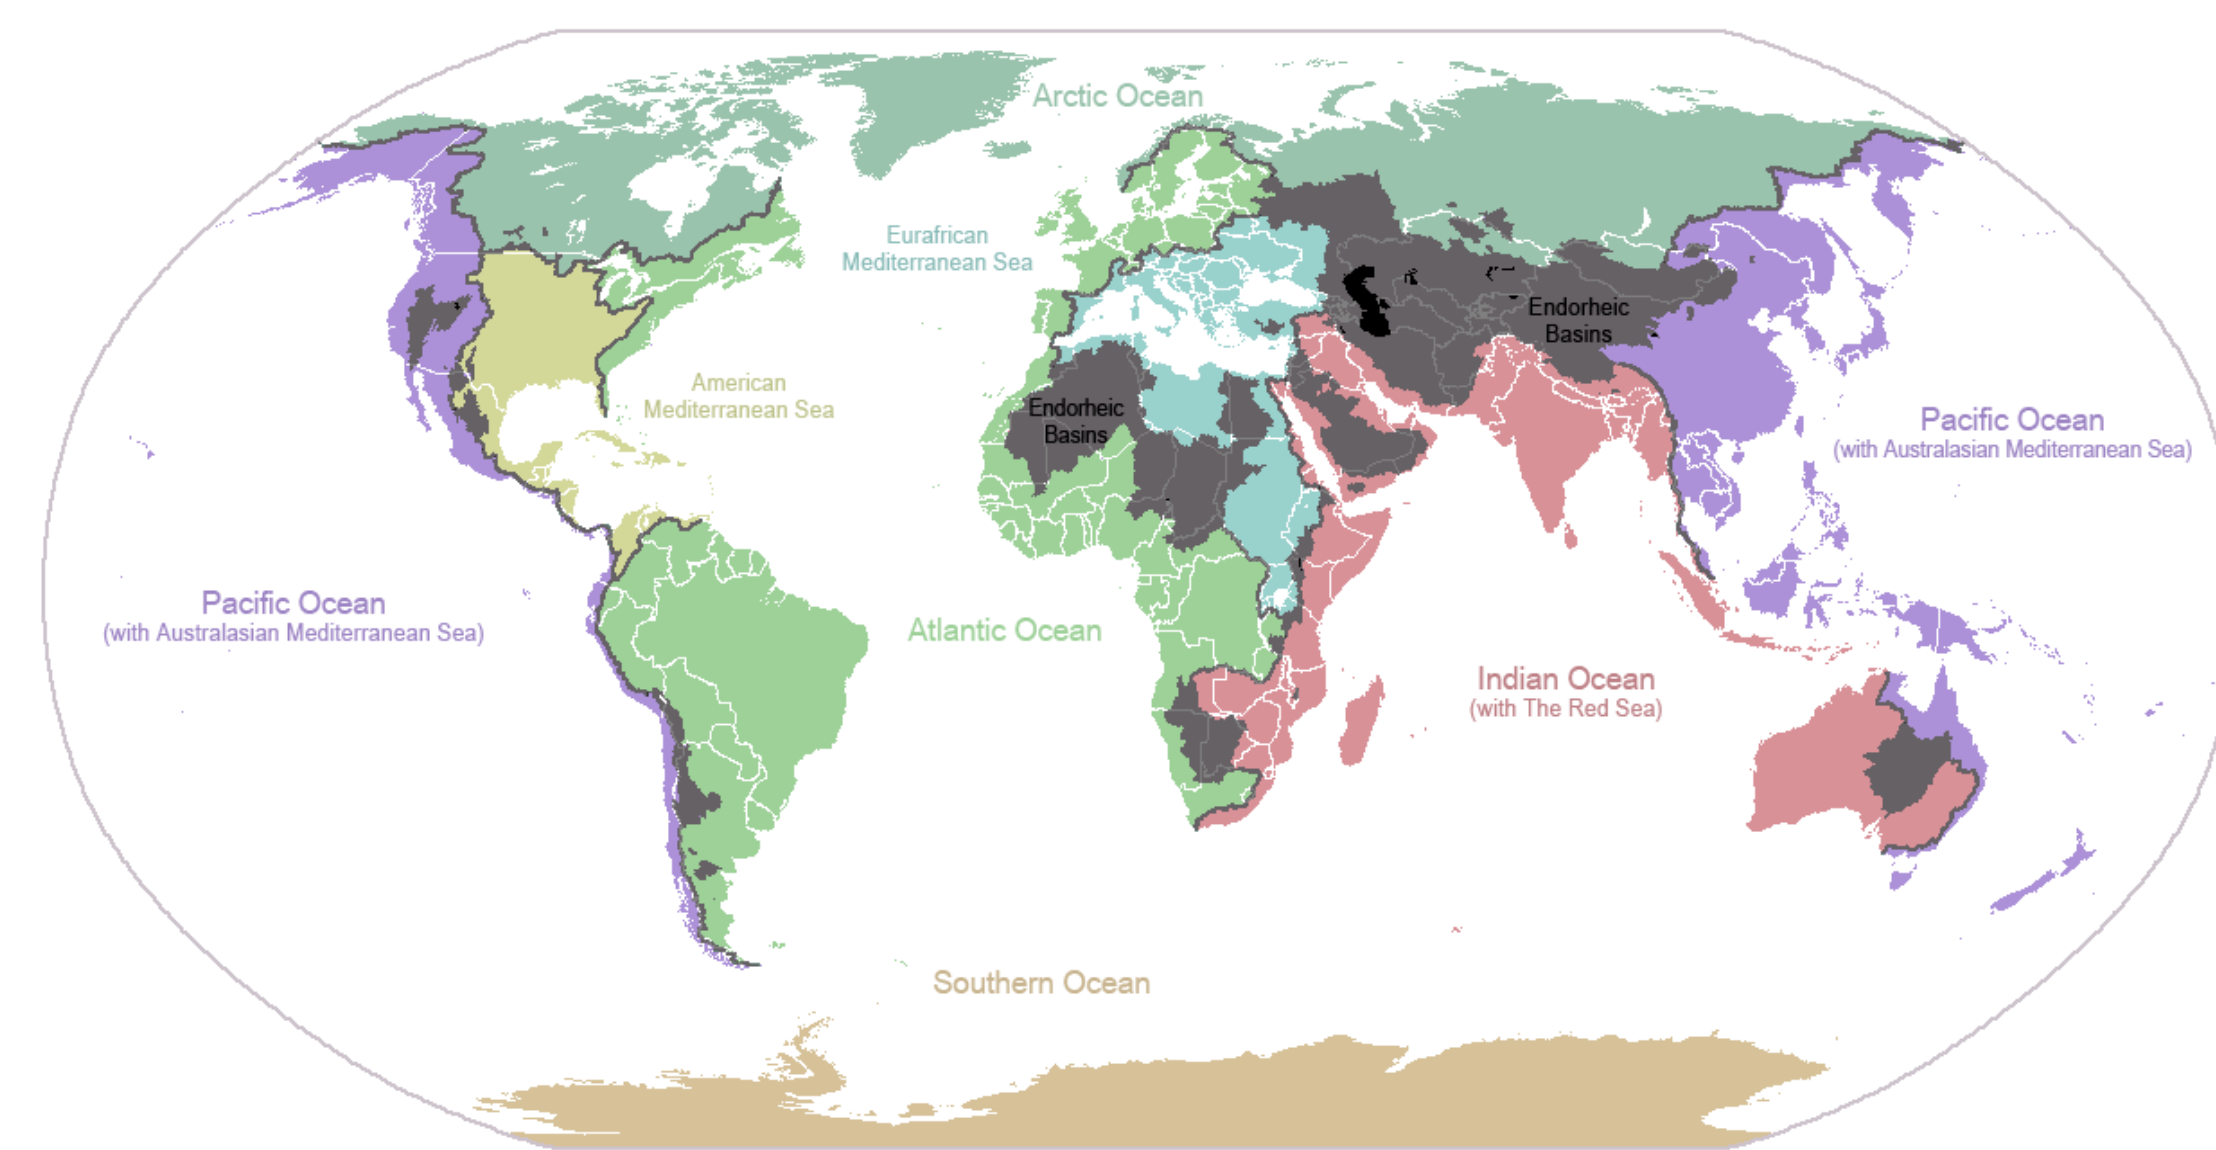 Arctic Ocean
Eurafrican
Mediterranean Sea
Endorheic
Basins
American
Mediterranean Sea
Endorheic
Basins
Pacific Ocean
(with Australasian Mediterranean Sea)
Pacific Ocean
(with Australasian Mediterranean Sea)
Atlantic Ocean
Indian Ocean
(with The Red Sea)
Southern Ocean